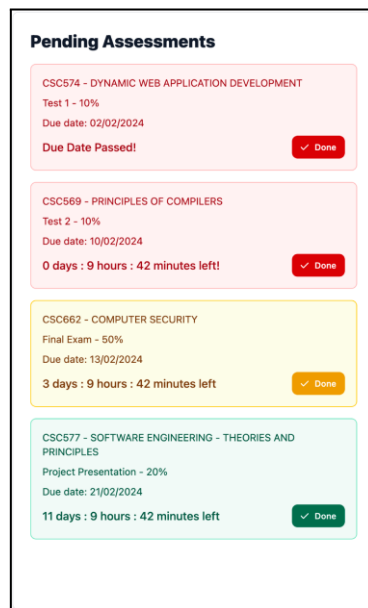 Pending Assessments
CSC574 - DYNAMIC WEB APPLICATION DEVELOPMENT
Test 1 - 10%
Due date: 02/02/2024
Due Date Passed!
Done
CSC569 - PRINCIPLES OF COMPILERS
Test 2 - 10%
Due date: 10/02/2024
0 days : 9 hours : 42 minutes left!
Done
CSC662 - COMPUTER SECURITY
Final Exam - 50%
Due date: 13/02/2024
3 days : 9 hours : 42 minutes left
Done
CSC577 - SOFTWARE ENGINEERING - THEORIES AND
PRINCIPLES
Project Presentation - 20%
Due date: 21/02/2024
11 days : 9 hours : 42 minutes left
Done